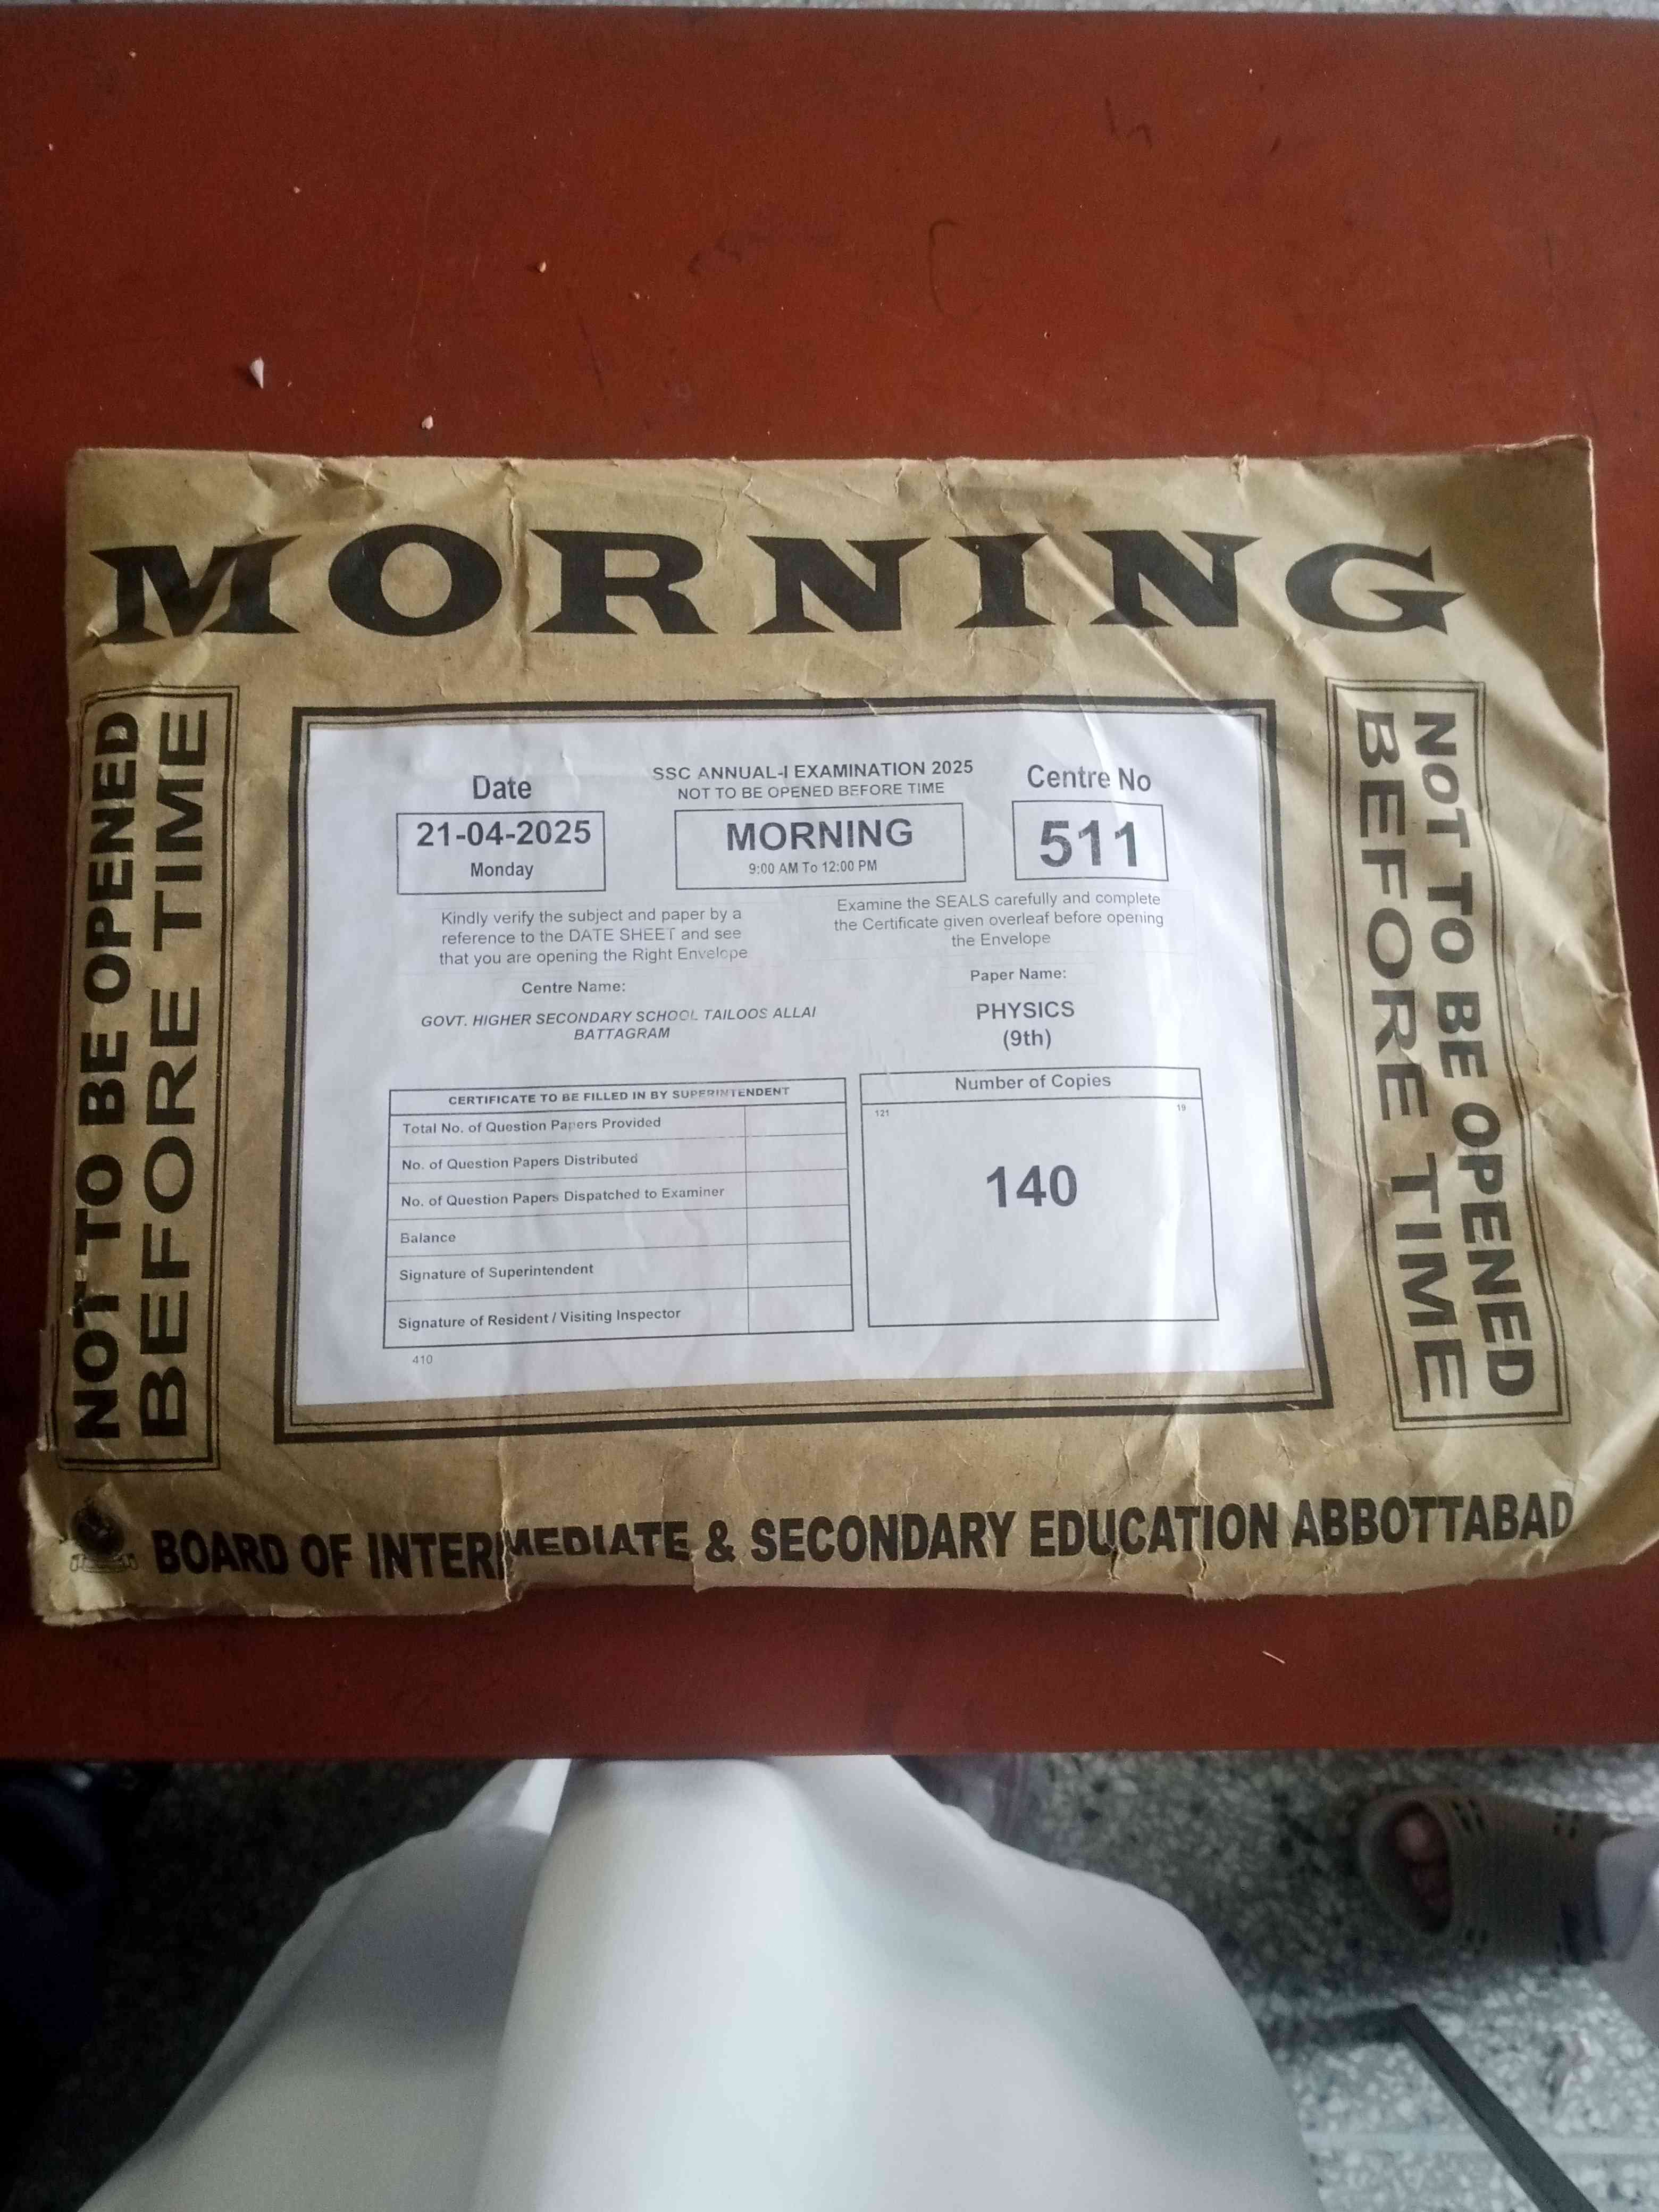 MORNING
NOT TO BE OPENED
BEFORE TIME
Date
21-04-2025
Monday
SSC ANNUAL-I EXAMINATION 2025
NOT TO BE OPENED BEFORE TIME
MORNING
9:00 AM To 12:00 PM
Centre No
511
Kindly verify the subject and paper by a
reference to the DATE SHEET and see
that you are opening the Right Envelope
Examine the SEALS carefully and complete
the Certificate given overleaf before opening
the Envelope
Centre Name:
GOVT. HIGHER SECONDARY SCHOOL TAILOOS ALLAI
BATTAGRAM
Paper Name:
PHYSICS
(9th)
CERTIFICATE TO BE FILLED IN BY SUPERINTENDENT
Total No. of Question Papers Provided
No. of Question Papers Distributed
No. of Question Papers Dispatched to Examiner
Balance
Signature of Superintendent
Signature of Resident / Visiting Inspector
410
Number of Copies
121 19
140
NOT TO BE OPENED
BEFORE TIME
BOARD OF INTERMEDIATE & SECONDARY EDUCATION ABBOTTABAD